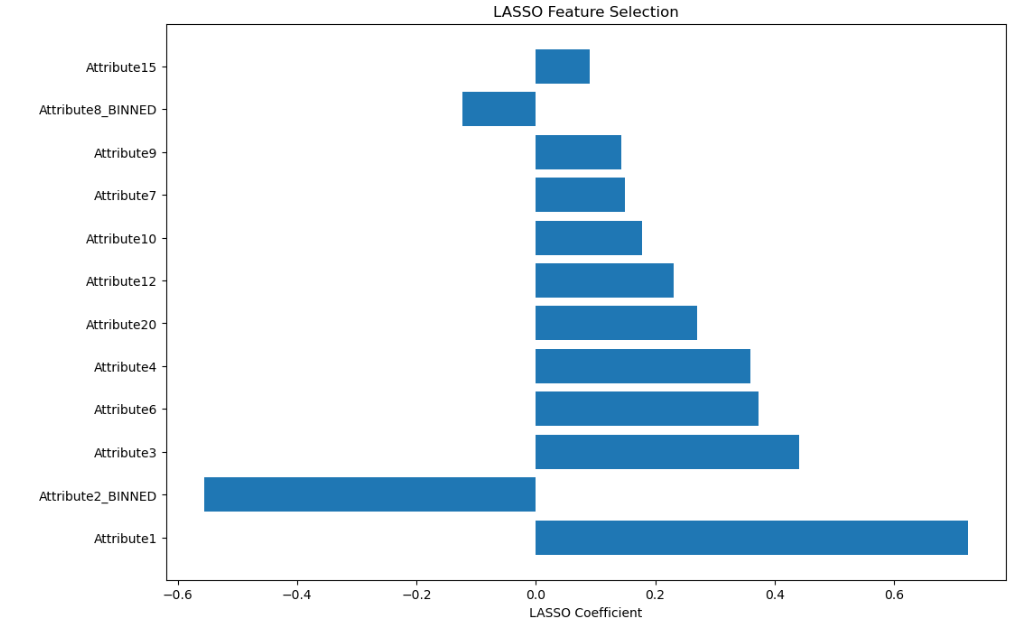 LASSO Feature Selection
Attribute15
Attribute8_BINNED
Attribute9
Attribute7
Attribute10
Attribute12
Attribute20
Attribute4
Attribute6
Attribute3
Attribute2_BINNED
Attribute1
−0.6 −0.4 −0.2 0.0 0.2 0.4 0.6
LASSO Coefficient